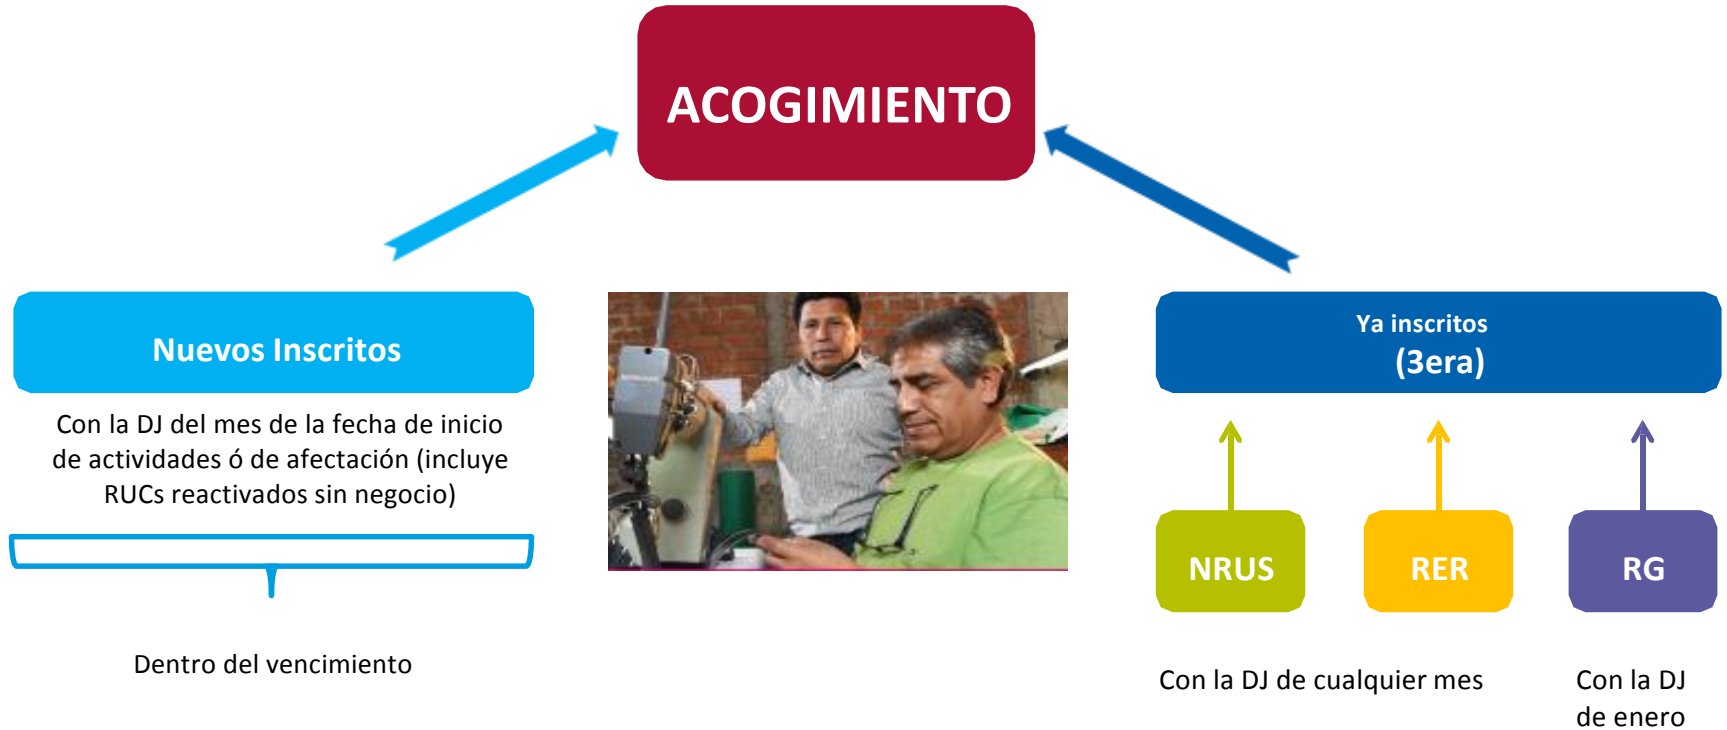 ACOGIMIENTO
Nuevos Inscritos
Con la DJ del mes de la fecha de inicio
de actividades ó de afectación (incluye
RUCs reactivados sin negocio)
Dentro del vencimiento
Ya inscritos
(3era)
NRUS
RER
RG
Con la DJ de cualquier mes
Con la DJ
de enero